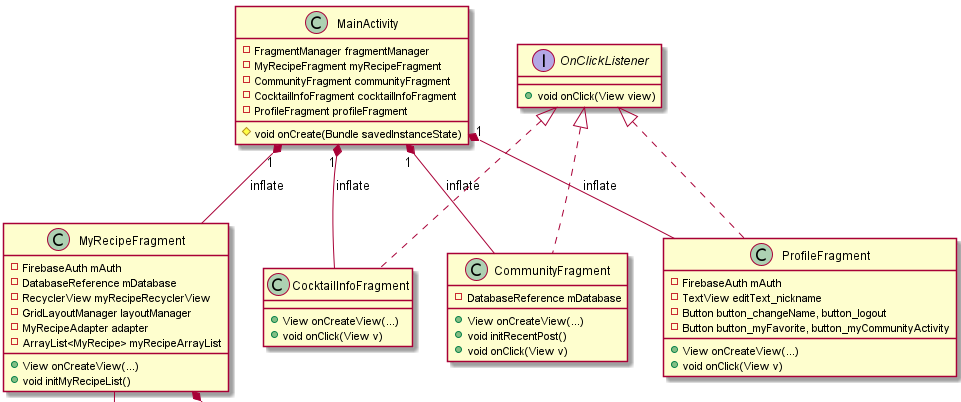 C MainActivity
FragmentManager fragmentManager
MyRecipeFragment myRecipeFragment
CommunityFragment communityFragment
CocktailInfoFragment cocktailInfoFragment
ProfileFragment profileFragment
void onCreate(Bundle savedInstanceState)
I OnClickListener
void onClick(View view)
1
1
1
1
inflate
inflate
inflate
inflate
C MyRecipeFragment
FirebaseAuth mAuth
DatabaseReference mDatabase
RecyclerView myRecipeRecyclerView
GridLayoutManager layoutManager
MyRecipeAdapter adapter
ArrayList<MyRecipe> myRecipeArrayList
View onCreateView(...)
void initMyRecipeList()
C CocktailInfoFragment
View onCreateView(...)
void onClick(View v)
C CommunityFragment
DatabaseReference mDatabase
View onCreateView(...)
void initRecentPost()
void onClick(View v)
C ProfileFragment
FirebaseAuth mAuth
TextView editText_nickname
Button button_changeName, button_logout
Button button_myFavorite, button_myCommunityActivity
View onCreateView(...)
void onClick(View v)